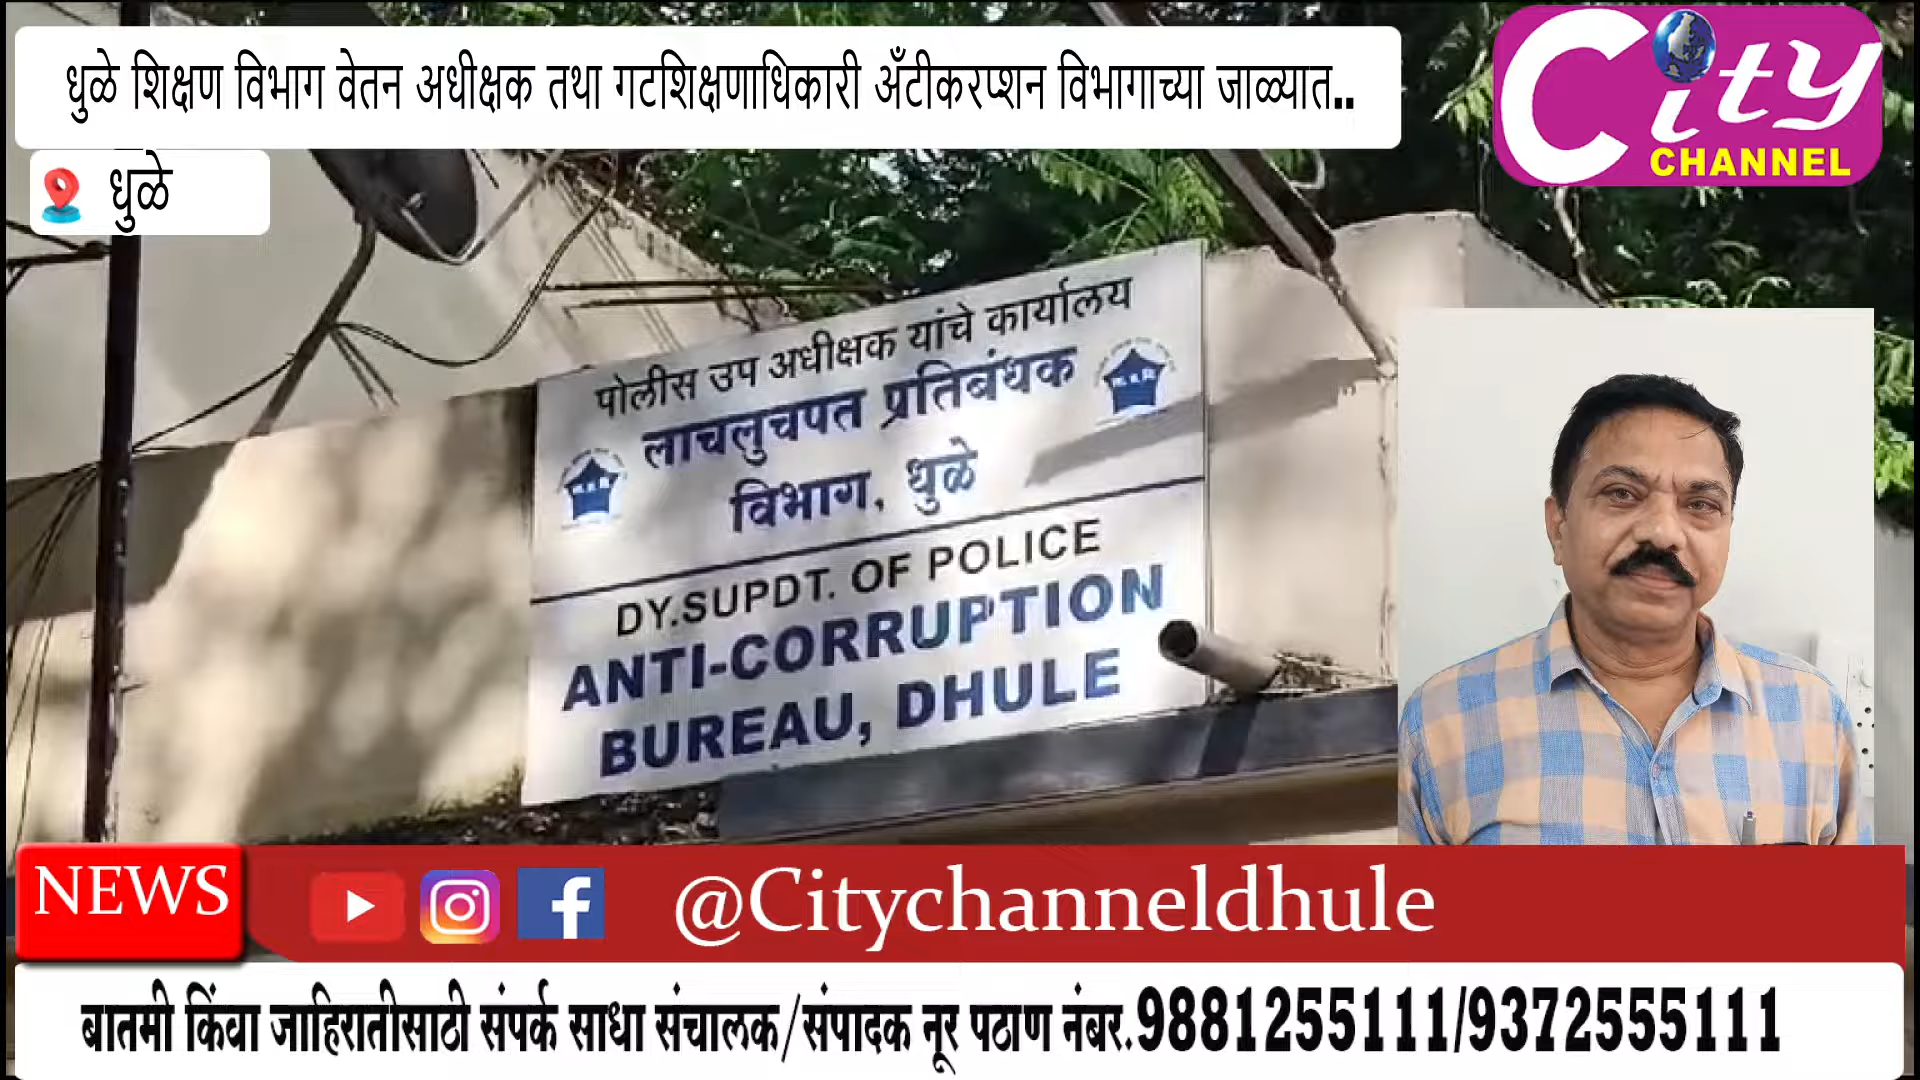 धुळे शिक्षण विभाग वेतन अधीक्षक तथा गटशिक्षणाधिकारी अँटीकरप्शन विभागाच्या जाळ्यात..
City
CHANNEL
धुळे
पोलीस उप अधीक्षक यांचे कार्यालय
लाचलुचपत प्रतिबंधक
विभाग, धुळे
DY.SUPDT. OF POLICE
ANTI-CORRUPTION
BUREAU, DHULE
NEWS
@Citychanneldhule
बातमी किंवा जाहिरातीसाठी संपर्क साधा संचालक/संपादक नूर पठाण नंबर.9881255111/9372555111